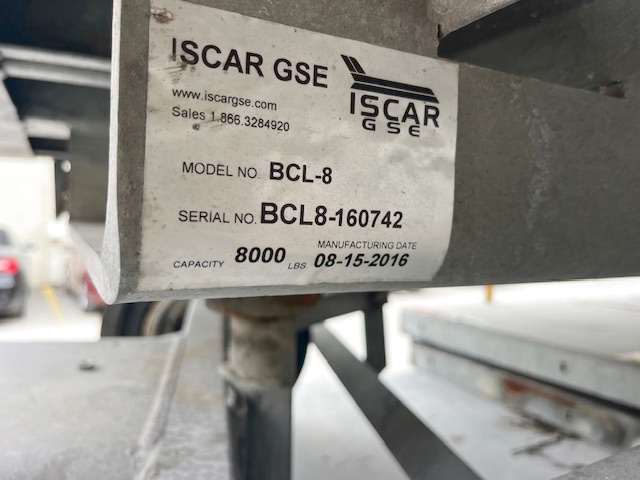 ISCAR GSE
ISCAR
GSE
www.iscargse.com
Sales 1.866.3284920
MODEL NO. BCL-8
SERIAL NO. BCL8-160742
MANUFACTURING DATE
CAPACITY 8000 LBS 08-15-2016